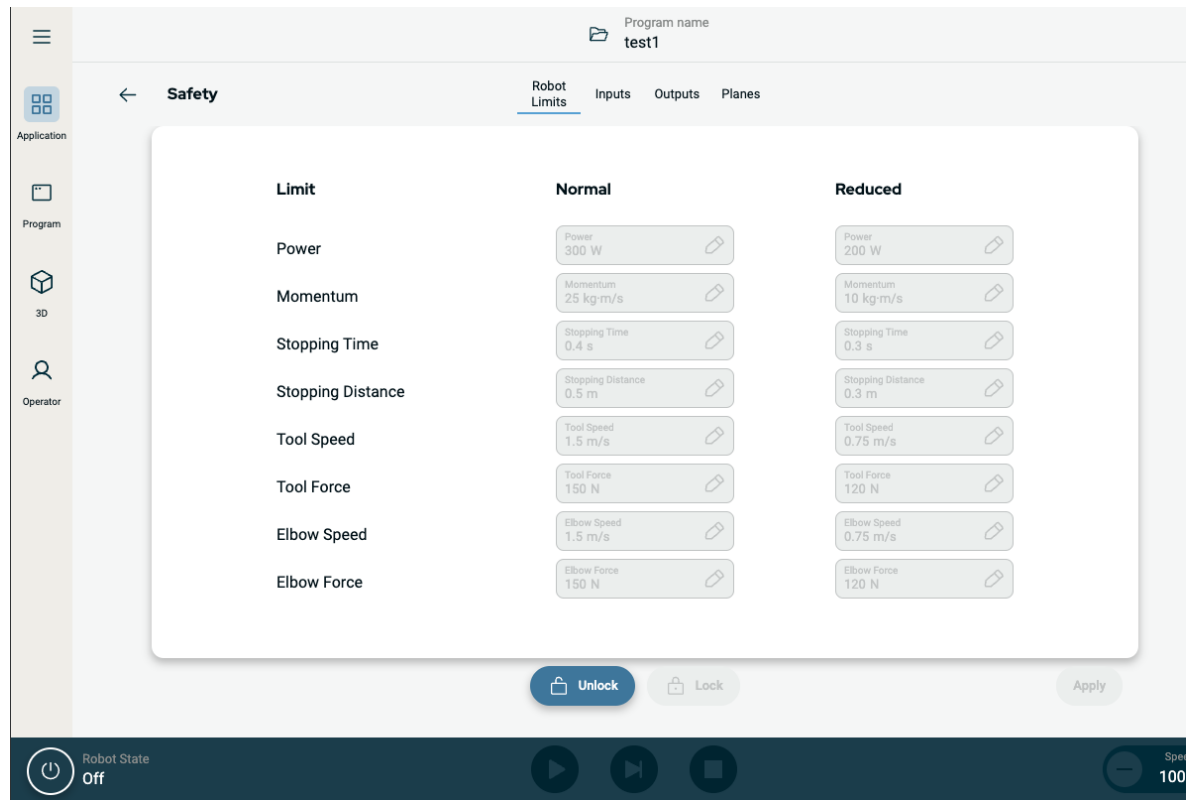 Program name
test1
Application
Program
3D
Operator
Safety
Robot
Limits
Inputs
Outputs
Planes
Limit
Normal
Reduced
Power
Power
300 W
Power
200 W
Momentum
Momentum
25 kg·m/s
Momentum
10 kg·m/s
Stopping Time
Stopping Time
0.4 s
Stopping Time
0.3 s
Stopping Distance
Stopping Distance
0.5 m
Stopping Distance
0.3 m
Tool Speed
Tool Speed
1.5 m/s
Tool Speed
0.75 m/s
Tool Force
Tool Force
150 N
Tool Force
120 N
Elbow Speed
Elbow Speed
1.5 m/s
Elbow Speed
0.75 m/s
Elbow Force
Elbow Force
150 N
Elbow Force
120 N
Unlock
Lock
Apply
Robot State
Off
100